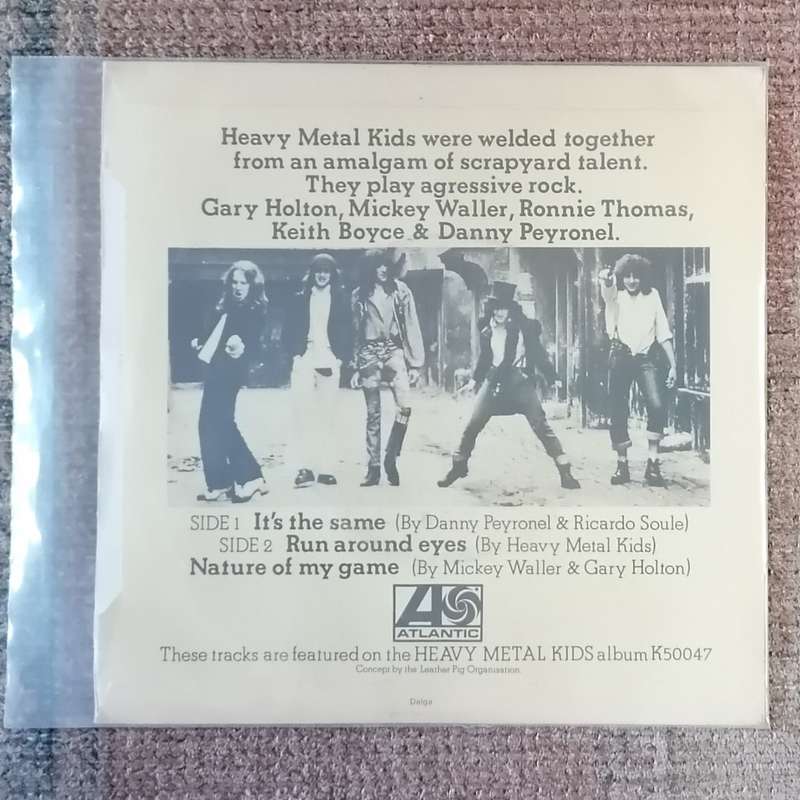 Heavy Metal Kids were welded together
from an amalgam of scrapyard talent.
They play agressive rock.
Gary Holton, Mickey Waller, Ronnie Thomas,
Keith Boyce & Danny Peyronel.
SIDE 1 It's the same (By Danny Peyronel & Ricardo Soule)
SIDE 2 Run around eyes (By Heavy Metal Kids)
Nature of my game (By Mickey Waller & Gary Holton)
ATLANTIC
These tracks are featured on the HEAVY METAL KIDS album K50047
Concept by the Leather Pig Organisation.
Delga